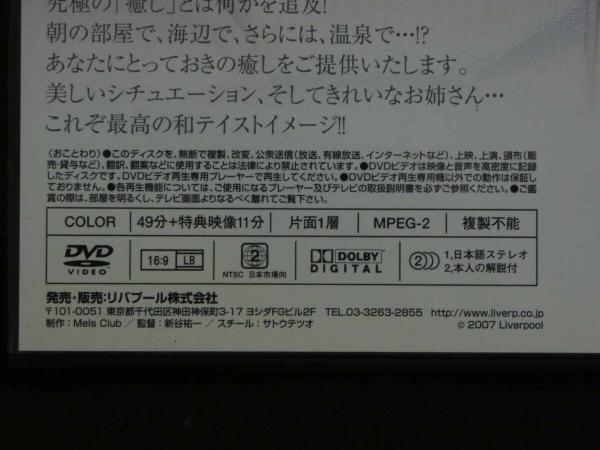 究極の「癒し」とは何かを追及!
朝の部屋で、海辺で、さらには、温泉で…!?
あなたにとっておきの癒しをご提供いたします。
美しいシチュエーション、そしてきれいなお姉さん…
これぞ最高の和テイストイメージ!!
〈おことわり〉●このディスクを、無断で複製、改変、公衆送信(放送、有線放送、インターネットなど)、上映、上演、頒布(販
売・貸与など)、翻訳、翻案などに使用することは法律により禁止されています。●DVDビデオは映像と音声を高密度に記録
したディスクです。DVDビデオ再生専用プレーヤーで再生してください。●DVDビデオ再生専用機以外での動作は保証し
ておりません。●各再生機能については、ご使用になるプレーヤー及びテレビの取扱説明書を必ずご参照ください。●ご鑑
賞の際は、部屋を明るくし、テレビ画面よりなるべく離れてご覧下さい。
COLOR 49分+特典映像11分 片面1層 MPEG-2 複製不能
DVD VIDEO 16:9 LB 2 NTSC 日本市場向 DOLBY DIGITAL 2 1,日本語ステレオ
2,本人の解説付
発売・販売:リバプール株式会社
〒101-0051 東京都千代田区神田神保町3-17 ヨシダFGビル2F TEL.03-3263-2855 http://www.liverp.co.jp
制作:Mels Club / 監督:新谷祐一 / スチール:サトウテツオ © 2007 Liverpool